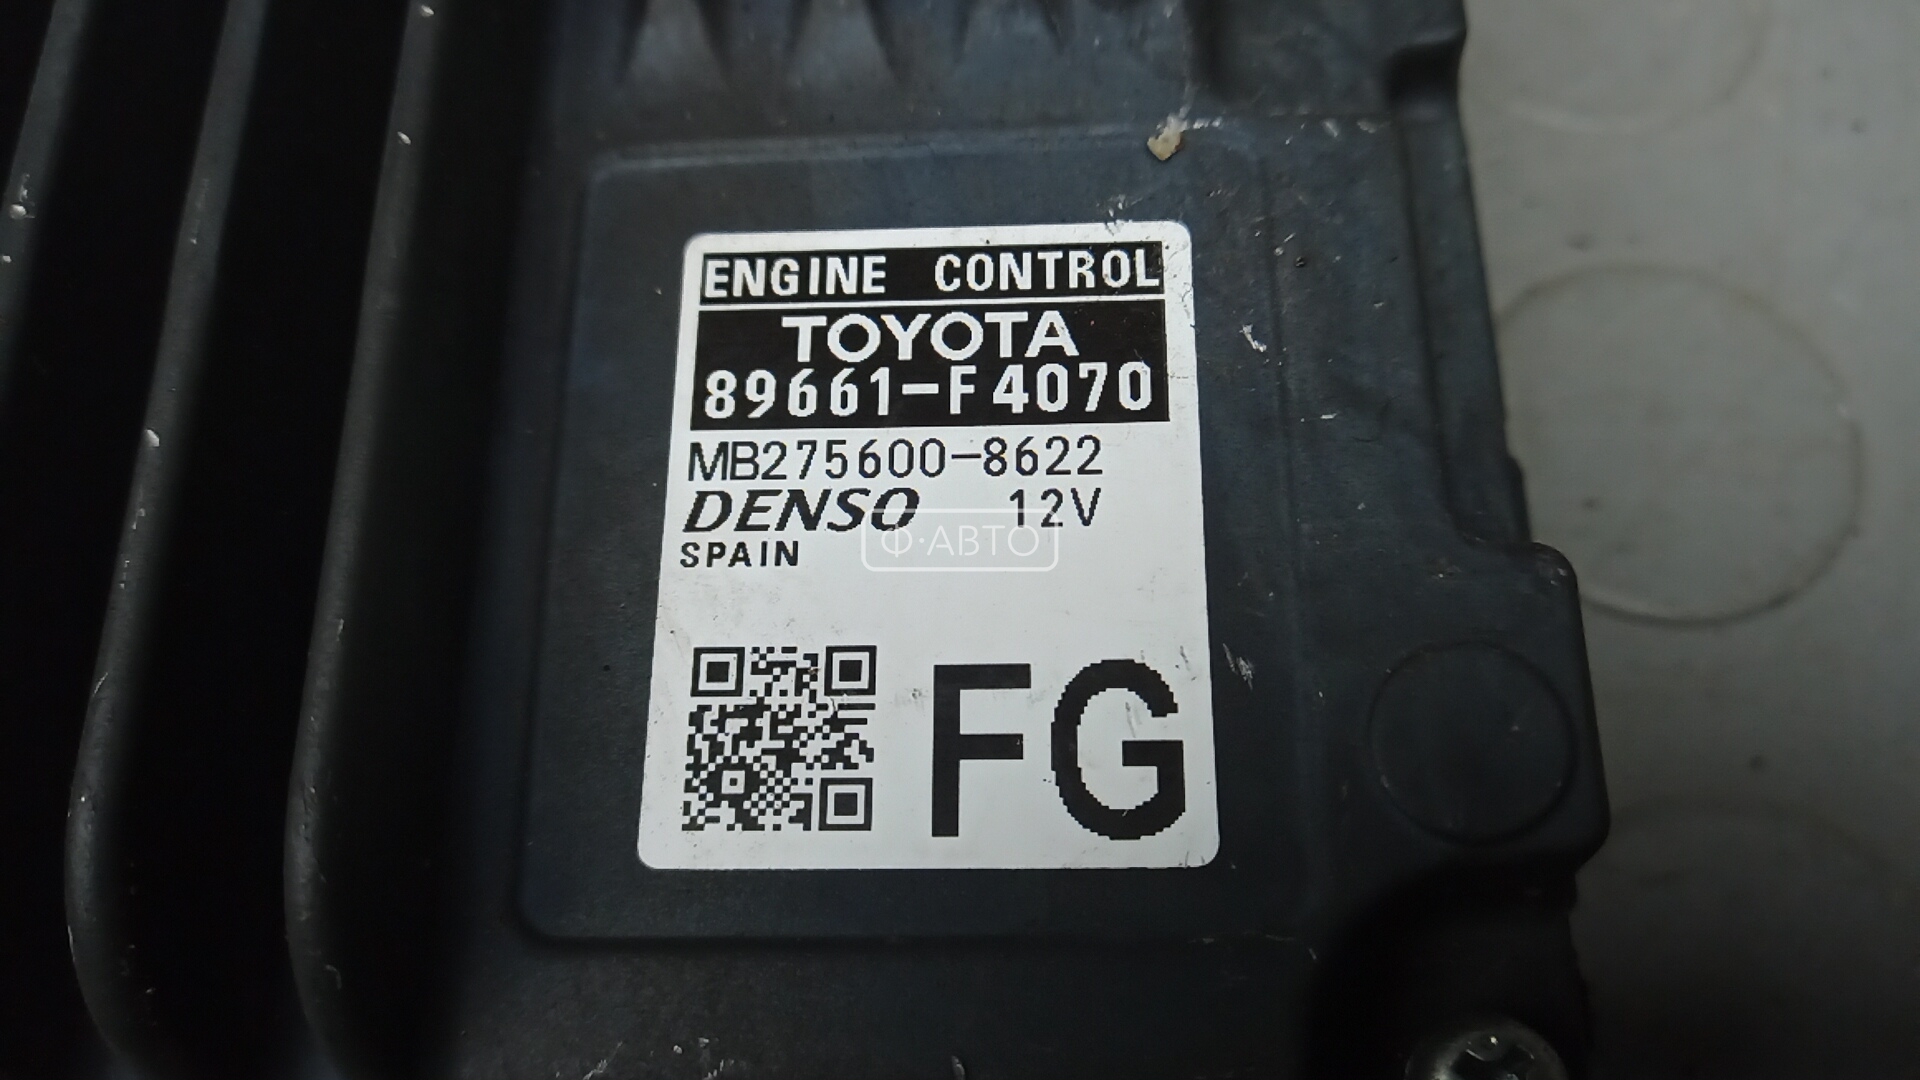 ENGINE CONTROL
TOYOTA
89661-F4070
MB275600-8622
DENSO 12V
SPAIN
Ф·АВТО
FG